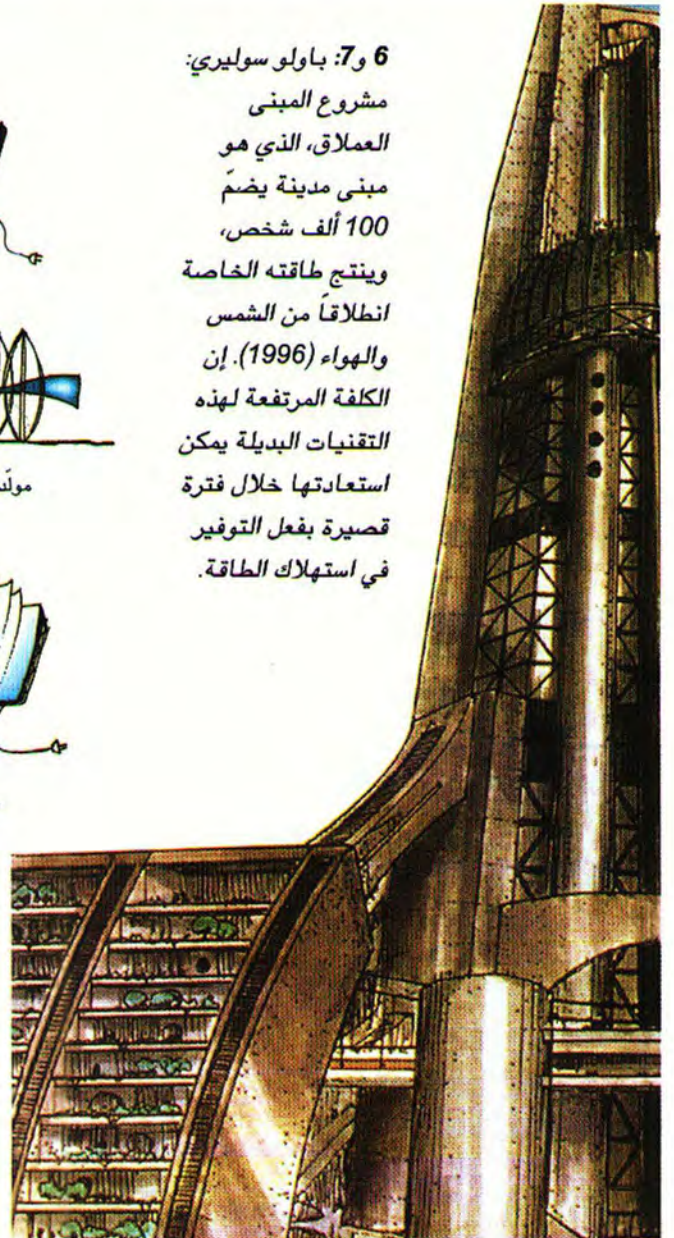 6 و7: باولو سوليري:
مشروع المبنى
العملاق، الذي هو
مبنى مدينة يضمّ
100 ألف شخص،
وينتج طاقته الخاصة
انطلاقاً من الشمس
والهواء (1996). إن
الكلفة المرتفعة لهذه
التقنيات البديلة يمكن
استعادتها خلال فترة
قصيرة بفعل التوفير
في استهلاك الطاقة.
مولّد